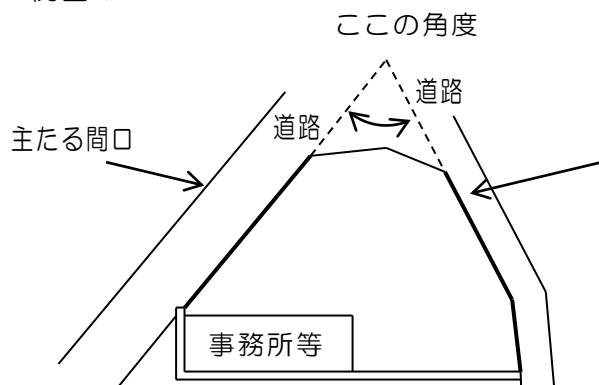 ここの角度
道路
道路
主たる間口
事務所等